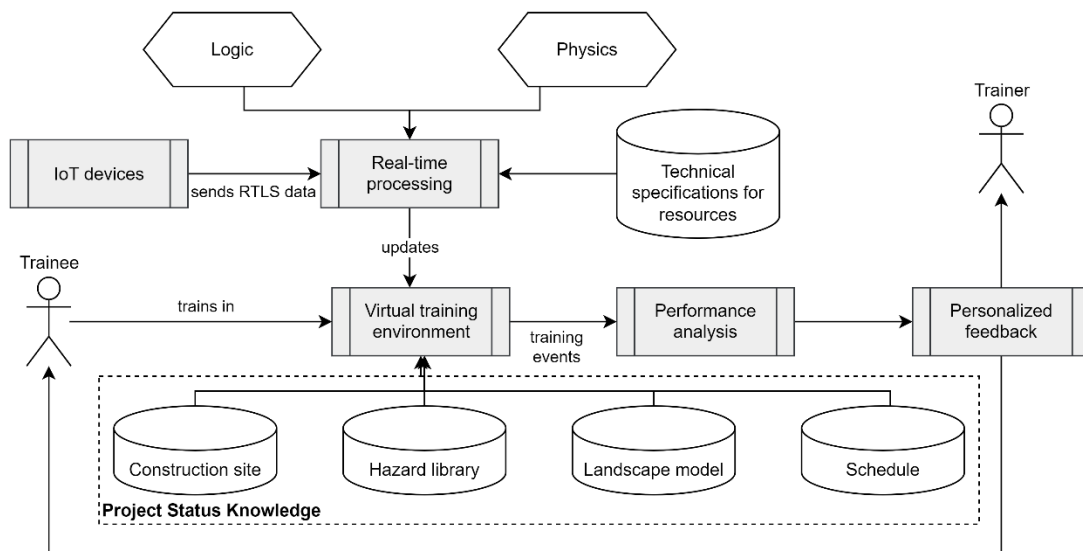 Logic
Physics
Trainer
IoT devices
sends RTLS data
Real-time
processing
Technical
specifications for
resources
updates
Trainee
trains in
Virtual training
environment
training
events
Performance
analysis
Personalized
feedback
Construction site
Hazard library
Landscape model
Schedule
Project Status Knowledge